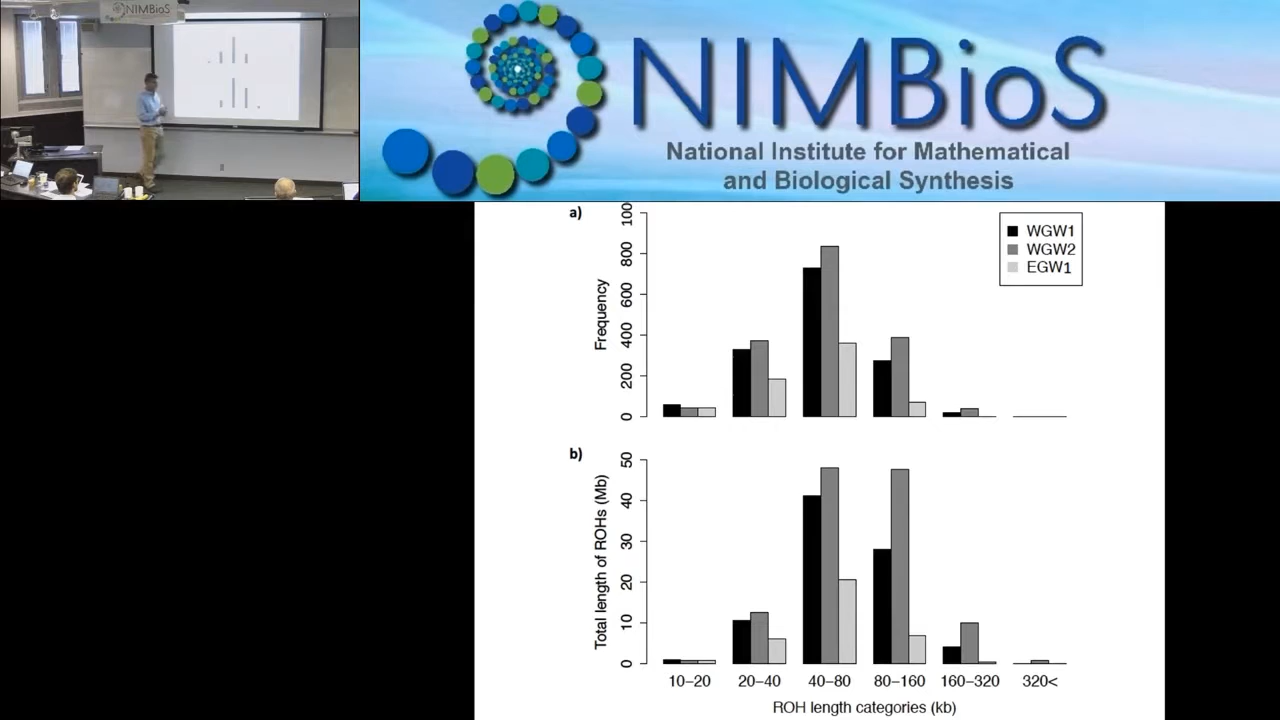 NIMBioS
NIMBioS
National Institute for Mathematical
and Biological Synthesis
a)
Frequency
100
800
600
400
200
0
WGW1
WGW2
EGW1
b)
Total length of ROHs (Mb)
50
40
30
20
10
0
10−20 20−40 40−80 80−160 160−320 320<
ROH length categories (kb)